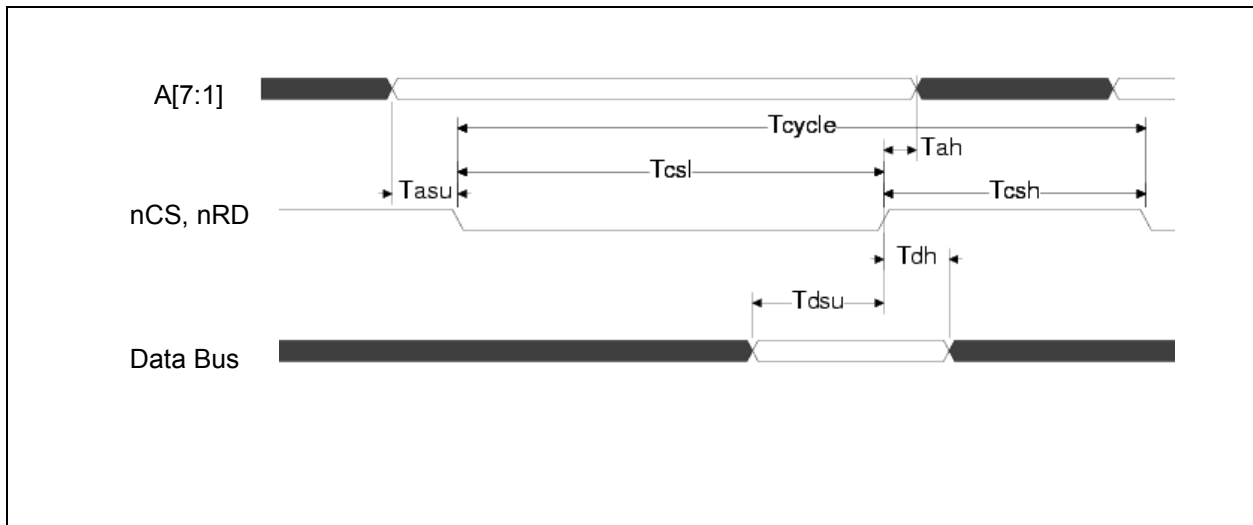 A[7:1]
Tcycle
Tah
Tcsl
Tasu
Tcsh
nCS, nRD
Tdh
Tdsu
Data Bus